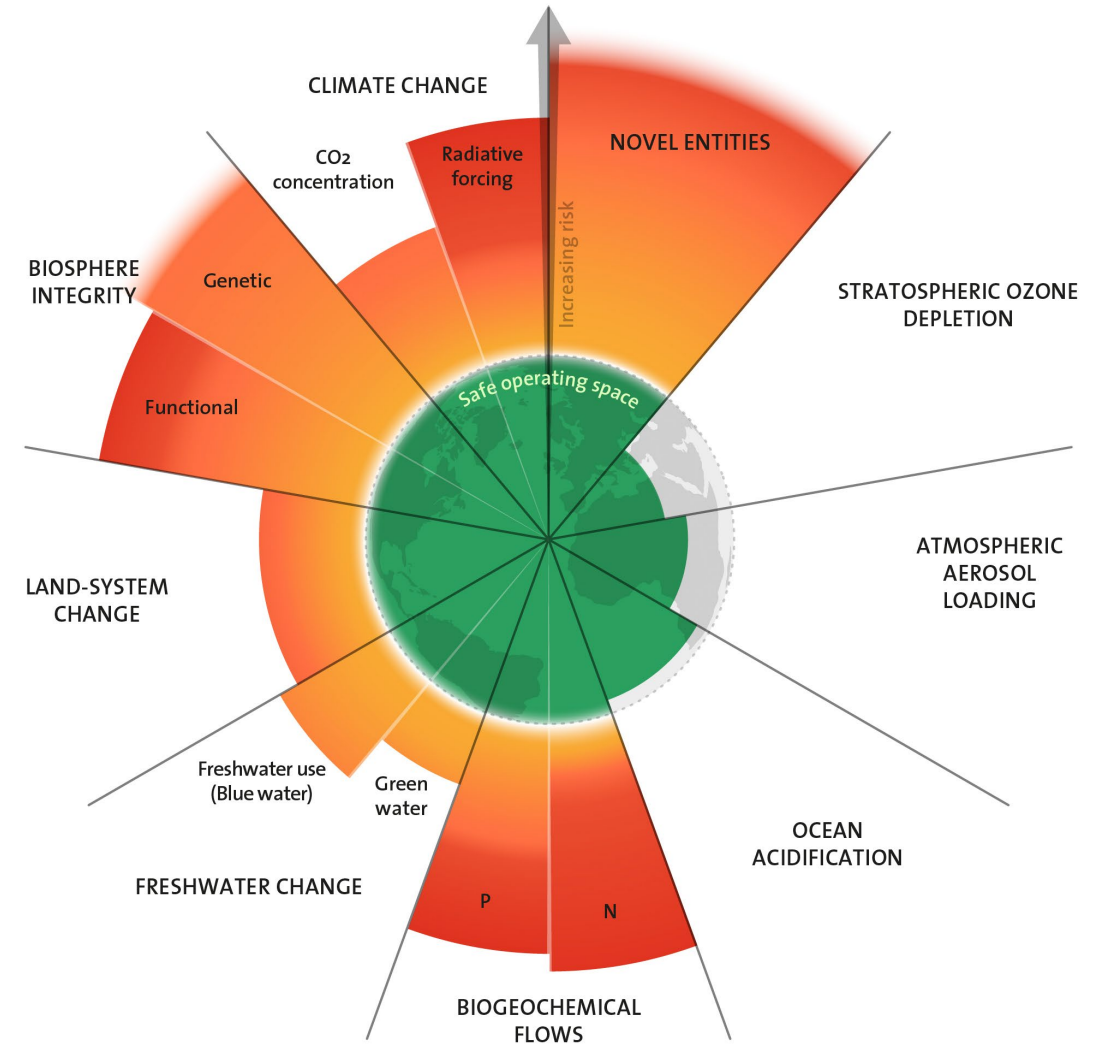 CLIMATE CHANGE
CO2
concentration
Radiative
forcing
Increasing risk
NOVEL ENTITIES
STRATOSPHERIC OZONE
DEPLETION
ATMOSPHERIC
AEROSOL
LOADING
OCEAN
ACIDIFICATION
BIOGEOCHEMICAL
FLOWS
P
N
FRESHWATER CHANGE
Freshwater use
(Blue water)
Green
water
LAND-SYSTEM
CHANGE
BIOSPHERE
INTEGRITY
Genetic
Functional
Safe operating space